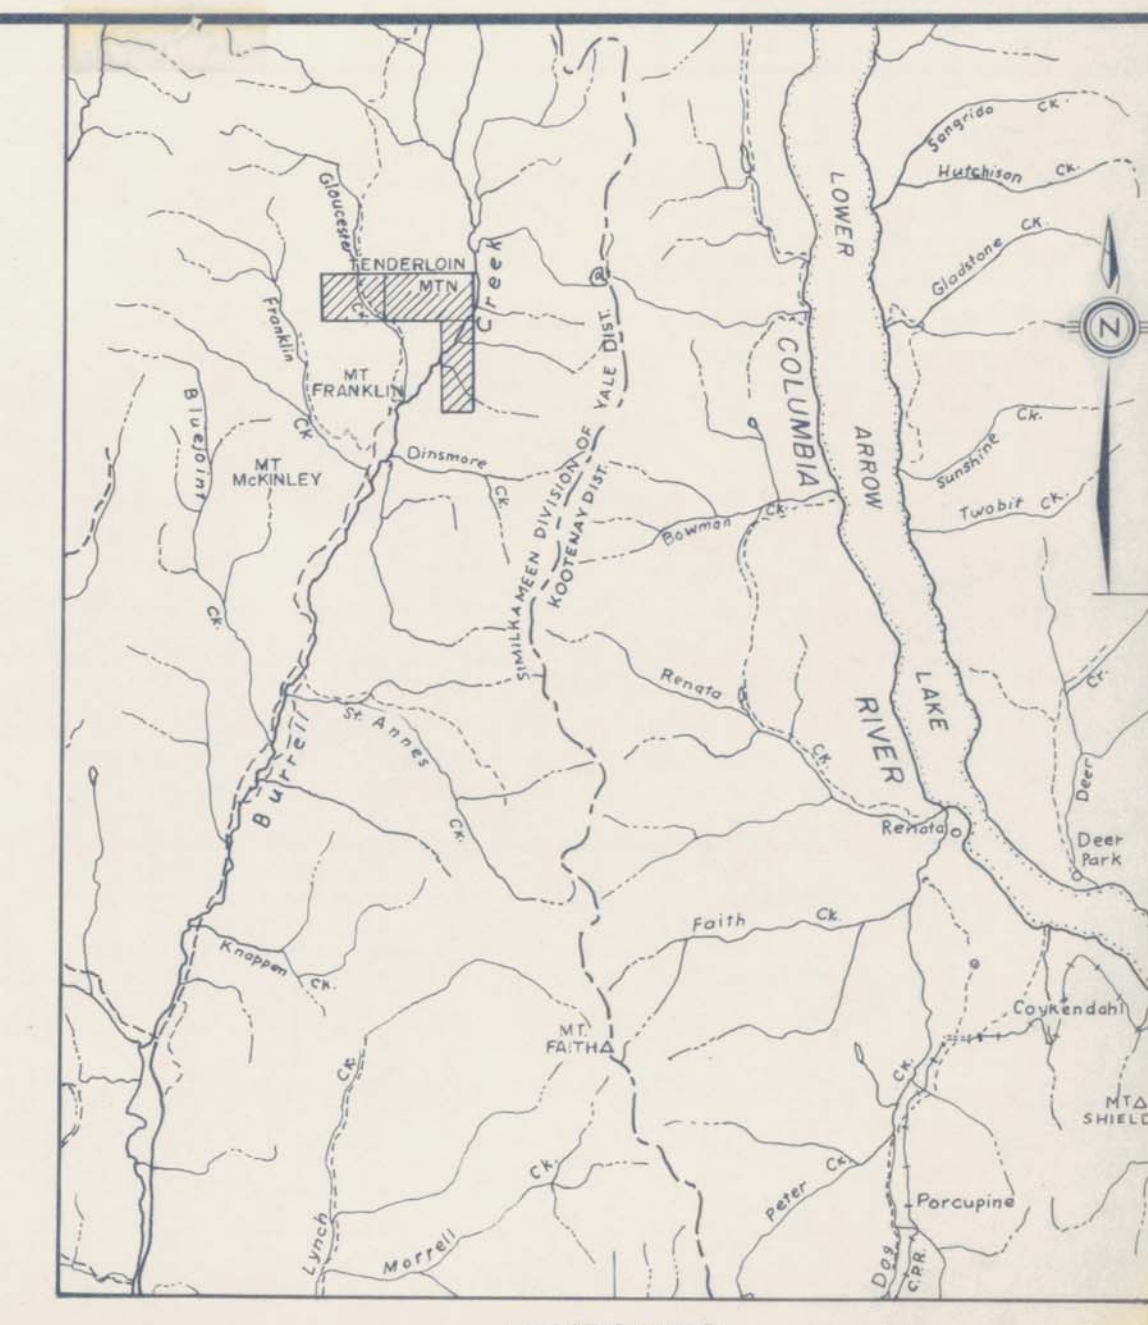 Sangrido Ck.
Hutchison Ck.
LOWER ARROW LAKE
Gloucester Ck.
Gladstone CK.
TENDERLOIN
MTN
Creek
Franklin Ck
DIST.
N
COLUMBIA RIVER
MT
FRANKLIN
Bluejoint Ck.
SIMILKAMEEN DIVISION OF YALE
KOOTENAY DIST.
Sunshine Ck.
Dinsmore Ck.
MT
McKINLEY
Twobit Ck.
Bowman Ck.
Renata Ck.
Deer Cr.
St. Annes Ck.
Burrell
Renata
Deer
Park
Faith Ck.
Knappen Ck.
Coykendahl
MT.
FAITH
Lynch Ck.
Dog Ck.
MT
SHIELD
Morrell Ck.
Peter Ck.
Porcupine
C.P.R.